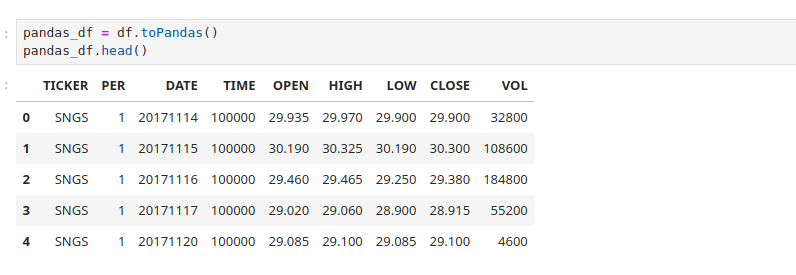 pandas_df = df.toPandas()
pandas_df.head()
TICKER PER DATE TIME OPEN HIGH LOW CLOSE VOL
0 SNGS 1 20171114 100000 29.935 29.970 29.900 29.900 32800
1 SNGS 1 20171115 100000 30.190 30.325 30.190 30.300 108600
2 SNGS 1 20171116 100000 29.460 29.465 29.250 29.380 184800
3 SNGS 1 20171117 100000 29.020 29.060 28.900 28.915 55200
4 SNGS 1 20171120 100000 29.085 29.100 29.085 29.100 4600